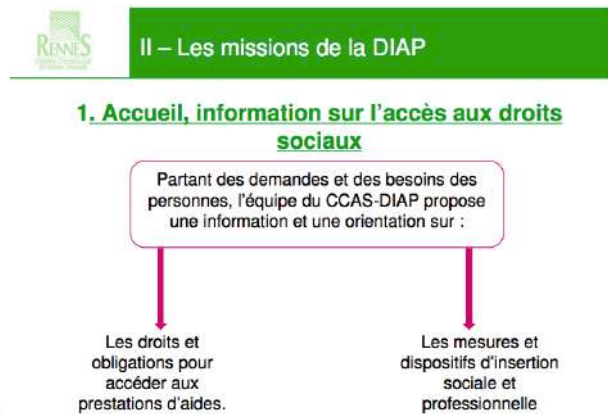 RENNES
II – Les missions de la DIAP
1. Accueil, information sur l'accès aux droits
sociaux
Partant des demandes et des besoins des
personnes, l'équipe du CCAS-DIAP propose
une information et une orientation sur :
Les droits et
obligations pour
accéder aux
prestations d'aides.
Les mesures et
dispositifs d'insertion
sociale et
professionnelle